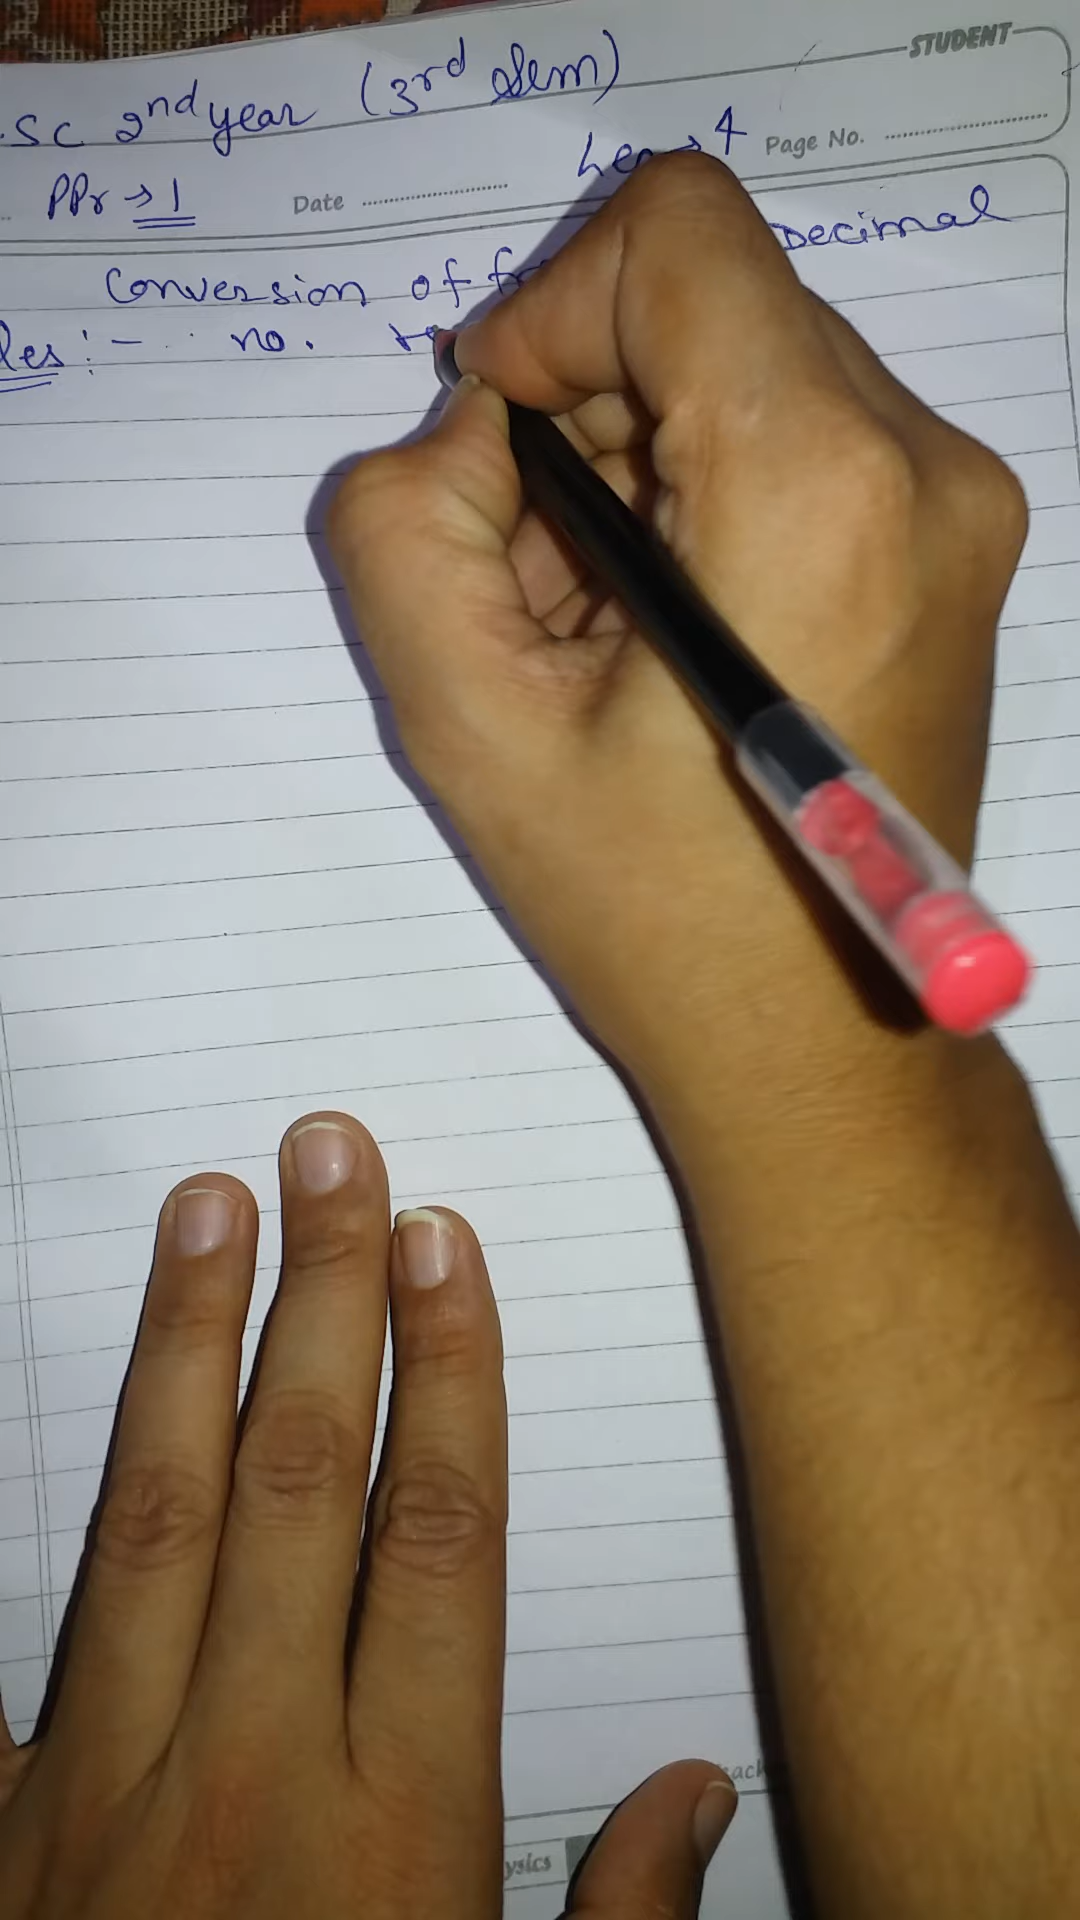 STUDENT
.SC 2nd year (3rd Sem)
Lec → 4 Page No.
PPr → 1 Date
Conversion of Decimal
les :- no.
ysics